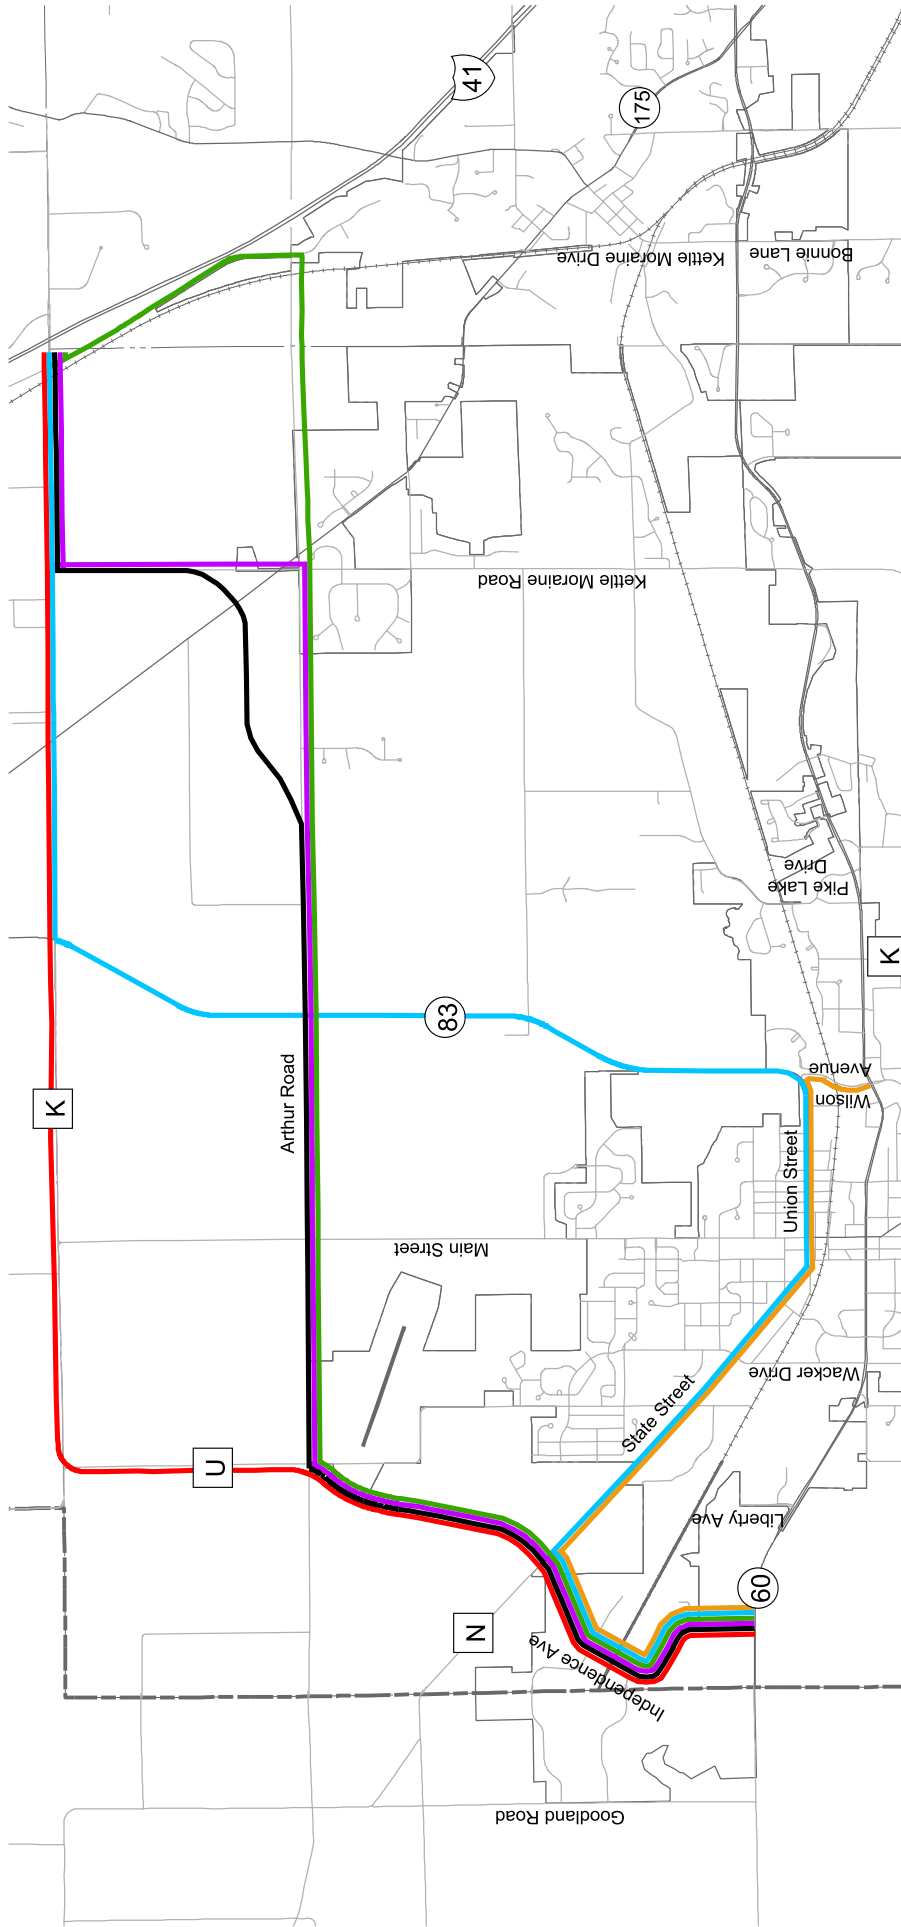 41
175
Kettle Moraine Drive
Bonnie Lane
Kettle Moraine Road
Pike Lake
Drive
K
83
Wilson
Avenue
K
Arthur Road
Union Street
Main Street
Wacker Drive
State Street
U
Liberty Ave
60
N
Independence Ave
Goodland Road